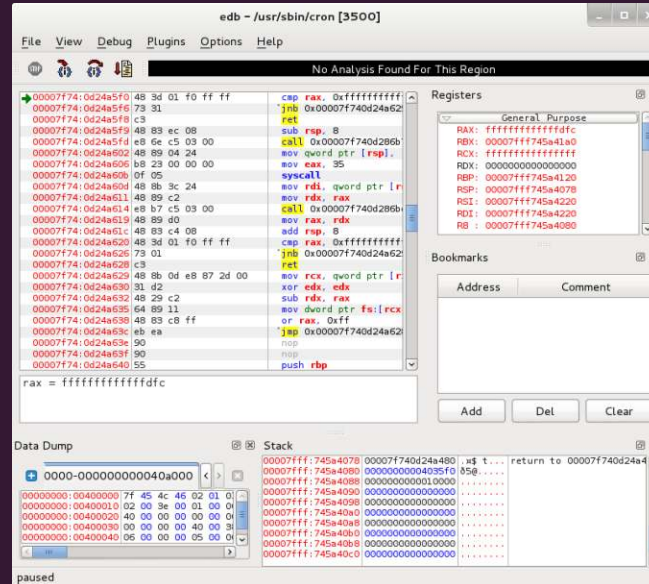 edb – /usr/sbin/cron [3500]
File View Debug Plugins Options Help
No Analysis Found For This Region
00007f74:0d24a5f0 48 3d 01 f0 ff ff cmp rax, 0xffffffffff
00007f74:0d24a5f6 73 31 jnb 0x00007f740d24a62
00007f74:0d24a5f8 c3 ret
00007f74:0d24a5f9 48 83 ec 08 sub rsp, 8
00007f74:0d24a5fd e8 6e c5 03 00 call 0x00007f740d286b
00007f74:0d24a602 48 89 04 24 mov qword ptr [rsp],
00007f74:0d24a606 b8 23 00 00 00 mov eax, 35
00007f74:0d24a60b 0f 05 syscall
00007f74:0d24a60d 48 8b 3c 24 mov rdi, qword ptr [r
00007f74:0d24a611 48 89 c2 mov rdx, rax
00007f74:0d24a614 e8 b7 c5 03 00 call 0x00007f740d286b
00007f74:0d24a619 48 89 d0 mov rax, rdx
00007f74:0d24a61c 48 83 c4 08 add rsp, 8
00007f74:0d24a620 48 3d 01 f0 ff ff cmp rax, 0xffffffffff
00007f74:0d24a626 73 01 jnb 0x00007f740d24a62
00007f74:0d24a628 c3 ret
00007f74:0d24a629 48 8b 0d e8 87 2d 00 mov rcx, qword ptr [r
00007f74:0d24a630 31 d2 xor edx, edx
00007f74:0d24a632 48 29 c2 sub rdx, rax
00007f74:0d24a635 64 89 11 mov dword ptr fs:[rcx
00007f74:0d24a638 48 83 c8 ff or rax, 0xff
00007f74:0d24a63c eb ea jmp 0x00007f740d24a62
00007f74:0d24a63e 90 nop
00007f74:0d24a63f 90 nop
00007f74:0d24a640 55 push rbp
rax = fffffffffffffdfc
Registers
General Purpose
RAX: fffffffffffffdfc
RBX: 00007fff745a41a0
RCX: ffffffffffffffff
RDX: 0000000000000000
RBP: 00007fff745a4120
RSP: 00007fff745a4078
RSI: 00007fff745a4220
RDI: 00007fff745a4220
R8 : 00007fff745a4080
Bookmarks
Address Comment
Add Del Clear
Data Dump
0000-000000000040a000
00000000:00400000 7f 45 4c 46 02 01
00000000:00400010 02 00 3e 00 01 00
00000000:00400020 40 00 00 00 00 00
00000000:00400030 00 00 00 00 40 00
00000000:00400040 06 00 00 00 05 00
Stack
00007fff:745a4078 00007f740d24a480 return to 00007f740d24a4
00007fff:745a4080 00000000004035f0 ð5@.....
00007fff:745a4088 0000000000010000 ........
00007fff:745a4090 0000000000000000 ........
00007fff:745a4098 0000000000000000 ........
00007fff:745a40a0 0000000000000000 ........
00007fff:745a40a8 0000000000000000 ........
00007fff:745a40b0 0000000000000000 ........
00007fff:745a40b8 0000000000000000 ........
00007fff:745a40c0 0000000000000000 ........
paused